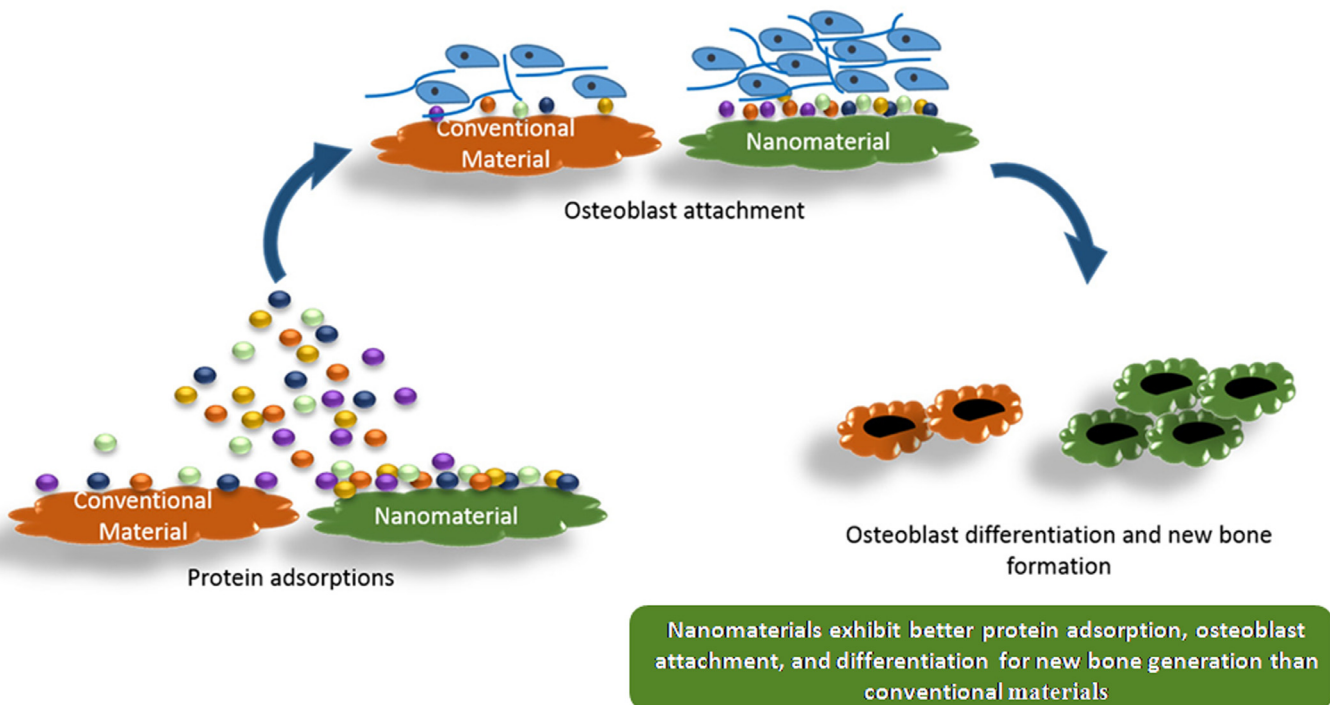 Conventional
Material
Nanomaterial
Osteoblast attachment
Conventional
Material
Nanomaterial
Protein adsorptions
Osteoblast differentiation and new bone
formation
Nanomaterials exhibit better protein adsorption, osteoblast
attachment, and differentiation for new bone generation than
conventional materials